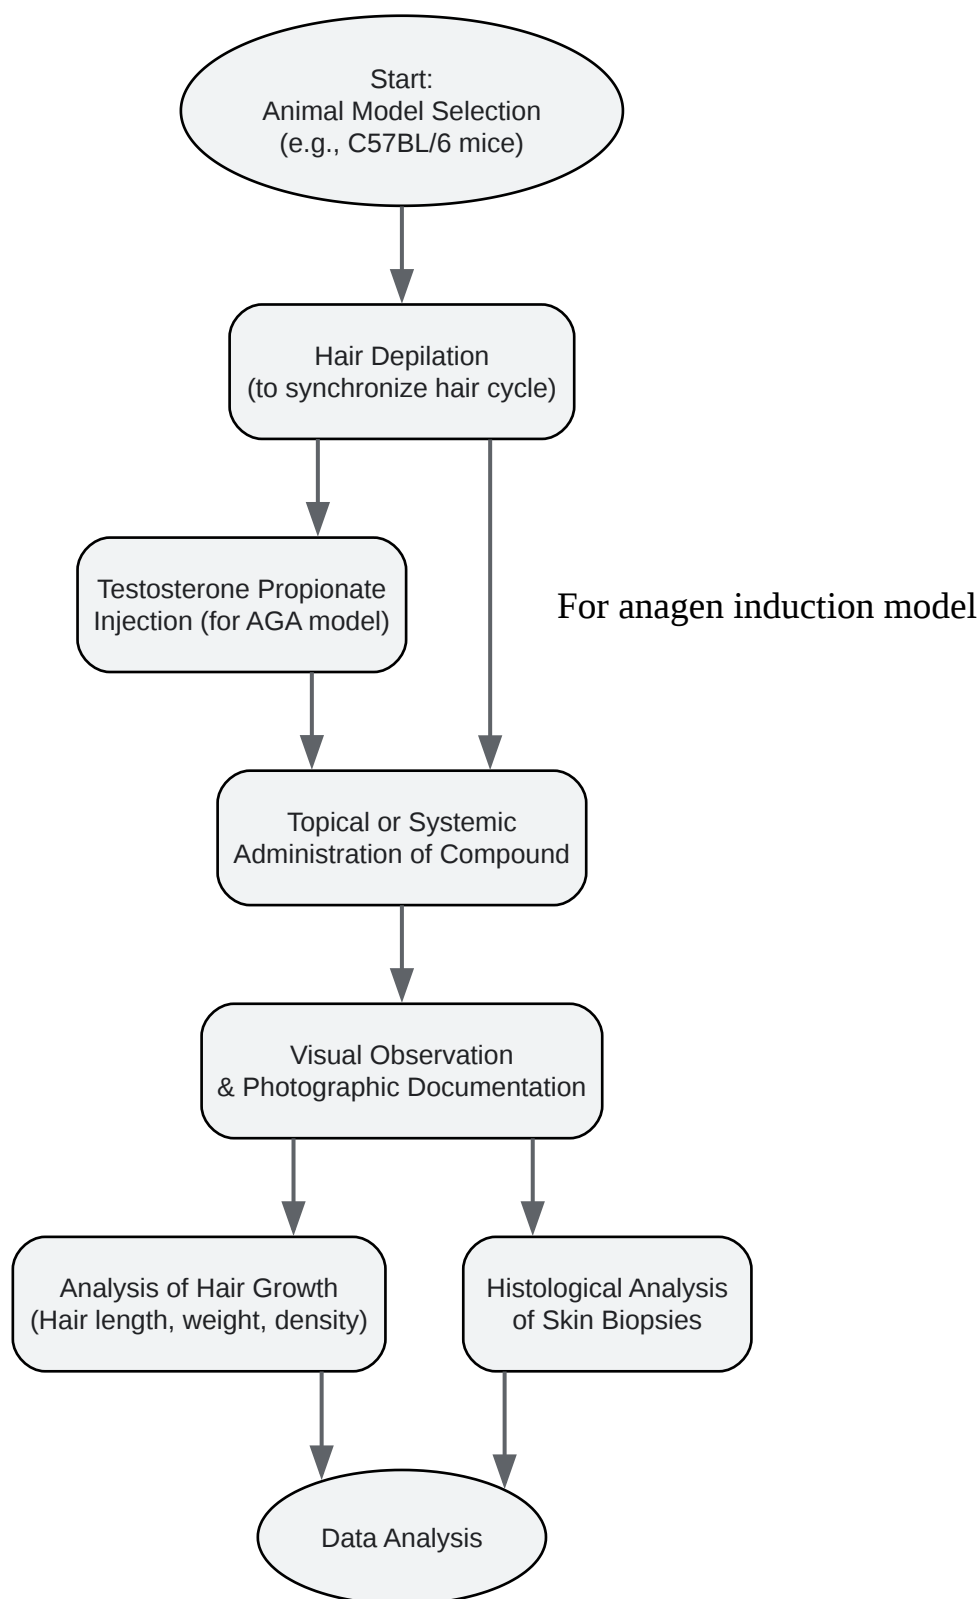 Start:
Animal Model Selection
(e.g., C57BL/6 mice)
Hair Depilation
(to synchronize hair cycle)
Testosterone Propionate
Injection (for AGA model)
For anagen induction model
Topical or Systemic
Administration of Compound
Visual Observation
& Photographic Documentation
Analysis of Hair Growth
(Hair length, weight, density)
Histological Analysis
of Skin Biopsies
Data Analysis